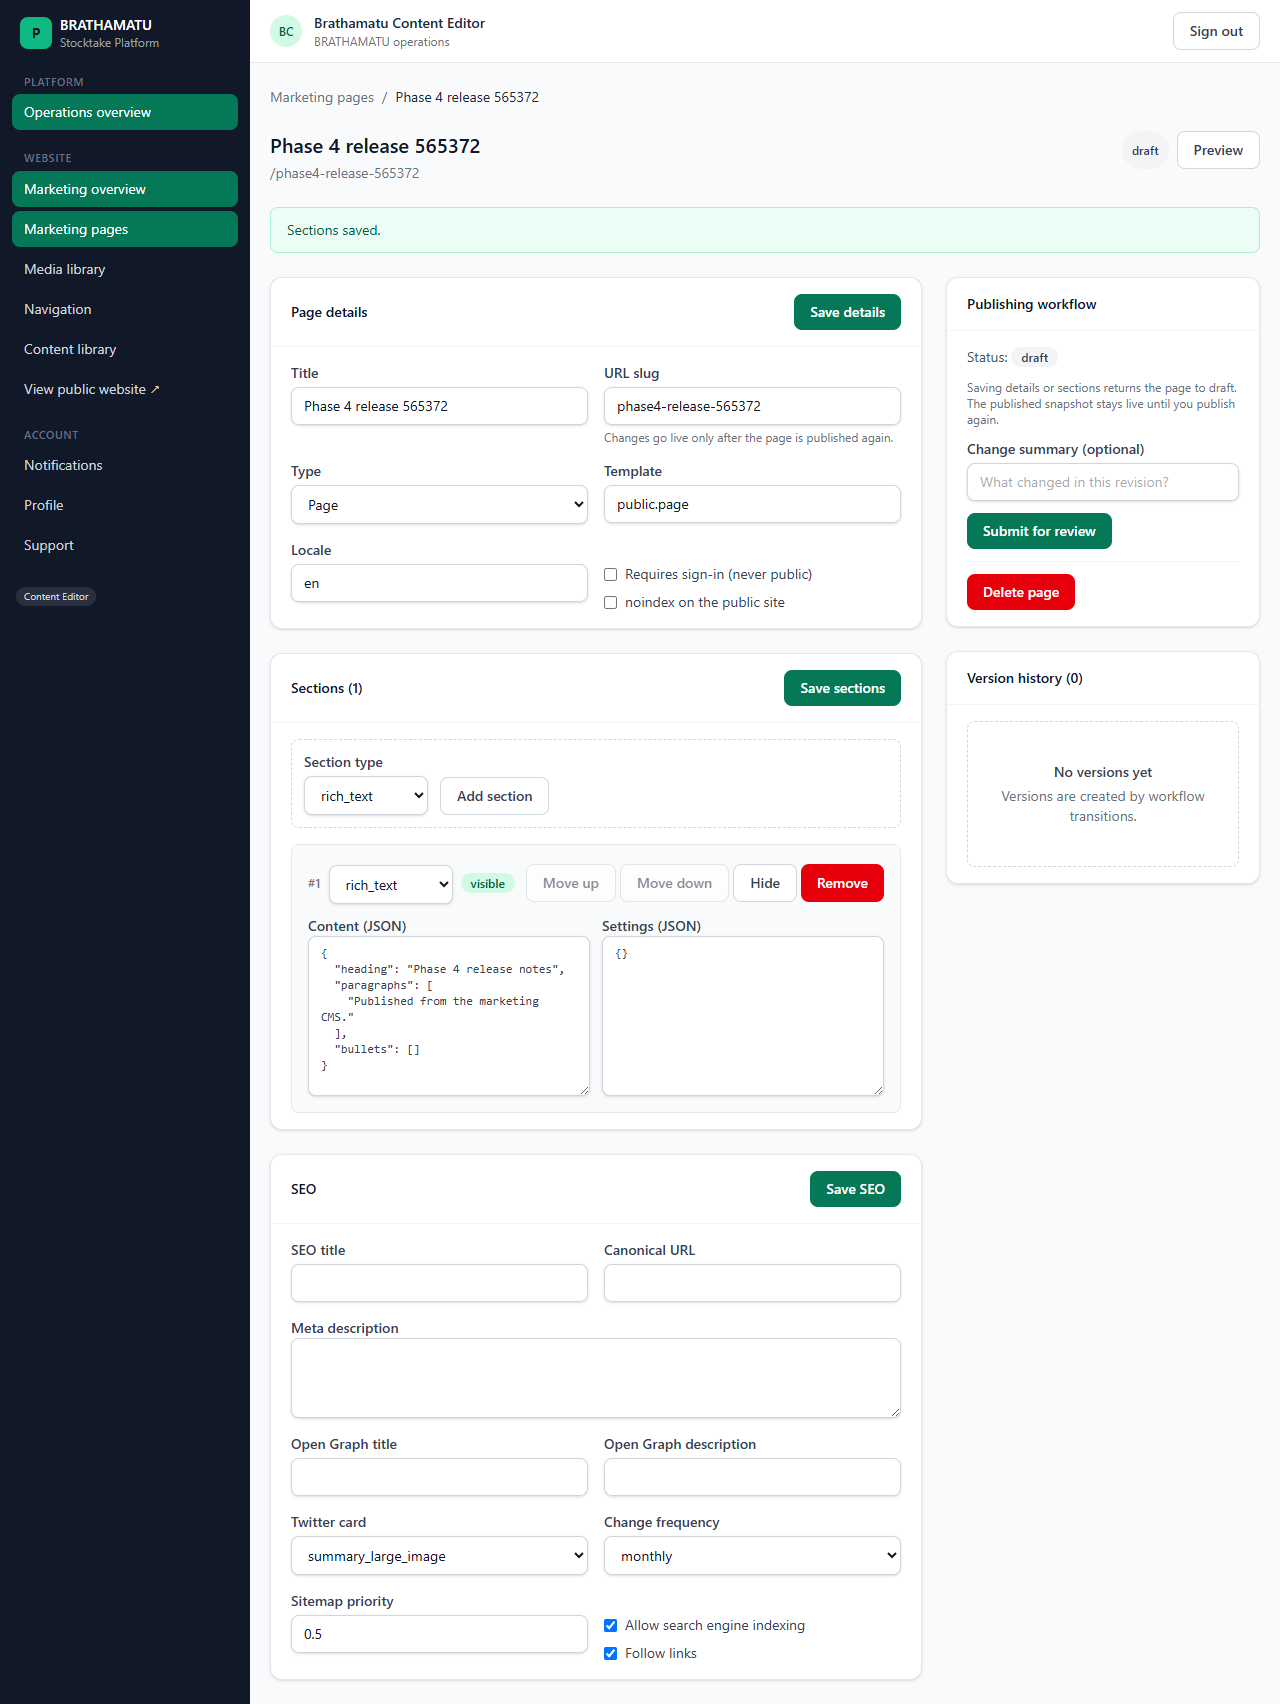 P
BRATHAMATU
Stocktake Platform
PLATFORM
Operations overview
WEBSITE
Marketing overview
Marketing pages
Media library
Navigation
Content library
View public website ↗
ACCOUNT
Notifications
Profile
Support
Content Editor
BC
Brathamatu Content Editor
BRATHAMATU operations
Sign out
Marketing pages / Phase 4 release 565372
Phase 4 release 565372
/phase4-release-565372
draft
Preview
Sections saved.
Page details
Save details
Title
Phase 4 release 565372
URL slug
phase4-release-565372
Changes go live only after the page is published again.
Type
Page
Template
public.page
Locale
en
Requires sign-in (never public)
noindex on the public site
Publishing workflow
Status: draft
Saving details or sections returns the page to draft.
The published snapshot stays live until you publish
again.
Change summary (optional)
What changed in this revision?
Submit for review
Delete page
Version history (0)
No versions yet
Versions are created by workflow
transitions.
Sections (1)
Save sections
Section type
rich_text
Add section
#1
rich_text
visible
Move up
Move down
Hide
Remove
Content (JSON)
{
"heading": "Phase 4 release notes",
"paragraphs": [
"Published from the marketing
CMS."
],
"bullets": []
}
Settings (JSON)
{}
SEO
Save SEO
SEO title
Canonical URL
Meta description
Open Graph title
Open Graph description
Twitter card
summary_large_image
Change frequency
monthly
Sitemap priority
0.5
Allow search engine indexing
Follow links